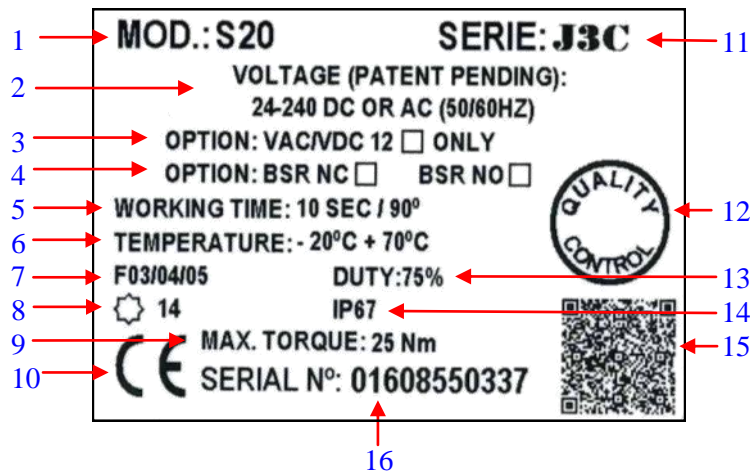 1 MOD.: S20 SERIE: J3C 11
2 VOLTAGE (PATENT PENDING):
24-240 DC OR AC (50/60HZ)
3 OPTION: VAC/VDC 12 □ ONLY
4 OPTION: BSR NC □ BSR NO □
QUALITY CONTROL 12
5 WORKING TIME: 10 SEC / 90º
6 TEMPERATURE: - 20ºC + 70ºC
7 F03/04/05 DUTY:75% 13
8 14 IP67 14
9 MAX. TORQUE: 25 Nm 15
10 CE SERIAL Nº: 01608550337
16